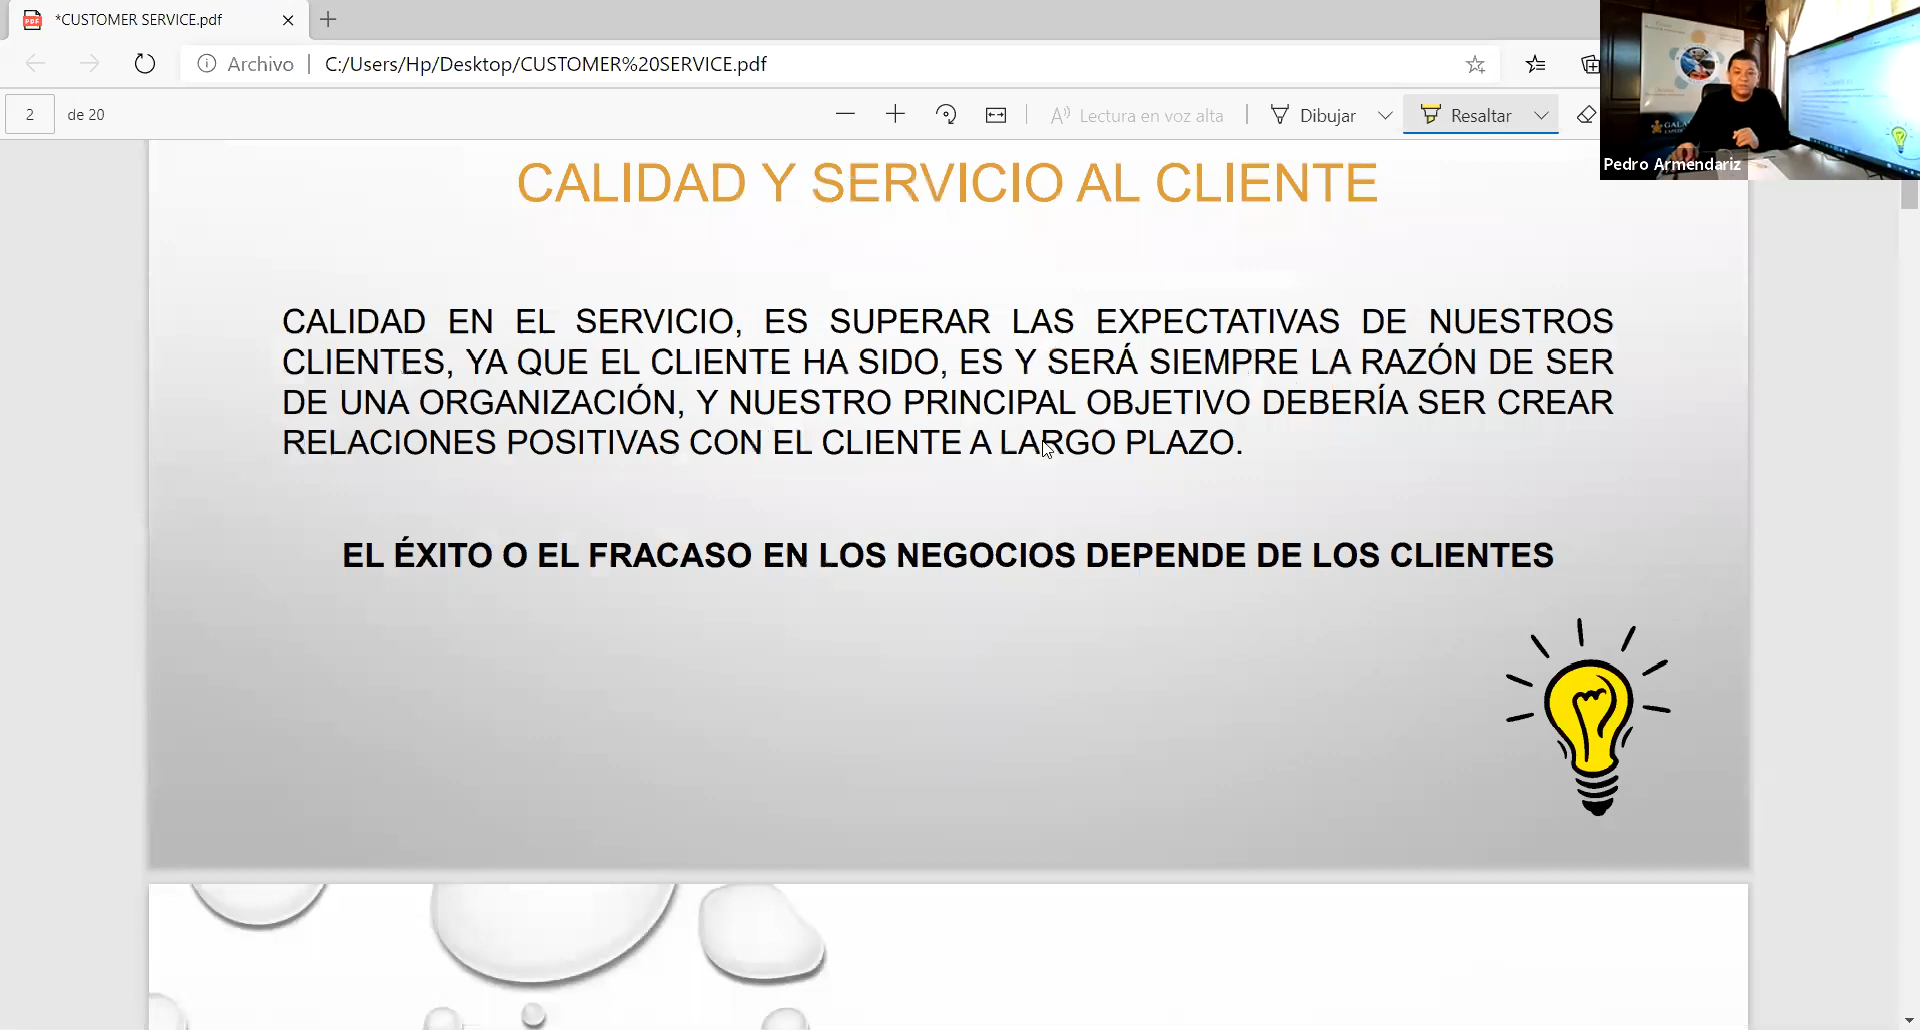 *CUSTOMER SERVICE.pdf
Archivo | C:/Users/Hp/Desktop/CUSTOMER%20SERVICE.pdf
2 de 20
Lectura en voz alta
Dibujar
Resaltar
Pedro Armendariz
CALIDAD Y SERVICIO AL CLIENTE
CALIDAD EN EL SERVICIO, ES SUPERAR LAS EXPECTATIVAS DE NUESTROS
CLIENTES, YA QUE EL CLIENTE HA SIDO, ES Y SERÁ SIEMPRE LA RAZÓN DE SER
DE UNA ORGANIZACIÓN, Y NUESTRO PRINCIPAL OBJETIVO DEBERÍA SER CREAR
RELACIONES POSITIVAS CON EL CLIENTE A LARGO PLAZO.
EL ÉXITO O EL FRACASO EN LOS NEGOCIOS DEPENDE DE LOS CLIENTES